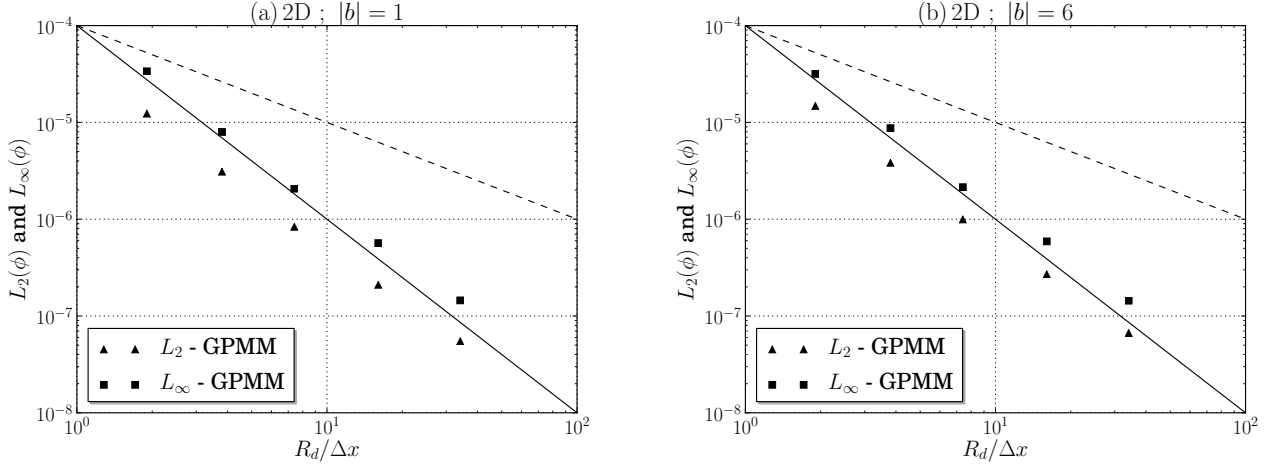 (a) 2D ; |b| = 1
10^{-4}
10^{-5}
10^{-6}
10^{-7}
10^{-8}
L_2(ϕ) and L_∞(ϕ)
L_2 - GPMM
L_∞ - GPMM
10^0 10^1 10^2
R_d/Δx
(b) 2D ; |b| = 6
10^{-4}
10^{-5}
10^{-6}
10^{-7}
10^{-8}
L_2(ϕ) and L_∞(ϕ)
L_2 - GPMM
L_∞ - GPMM
10^0 10^1 10^2
R_d/Δx